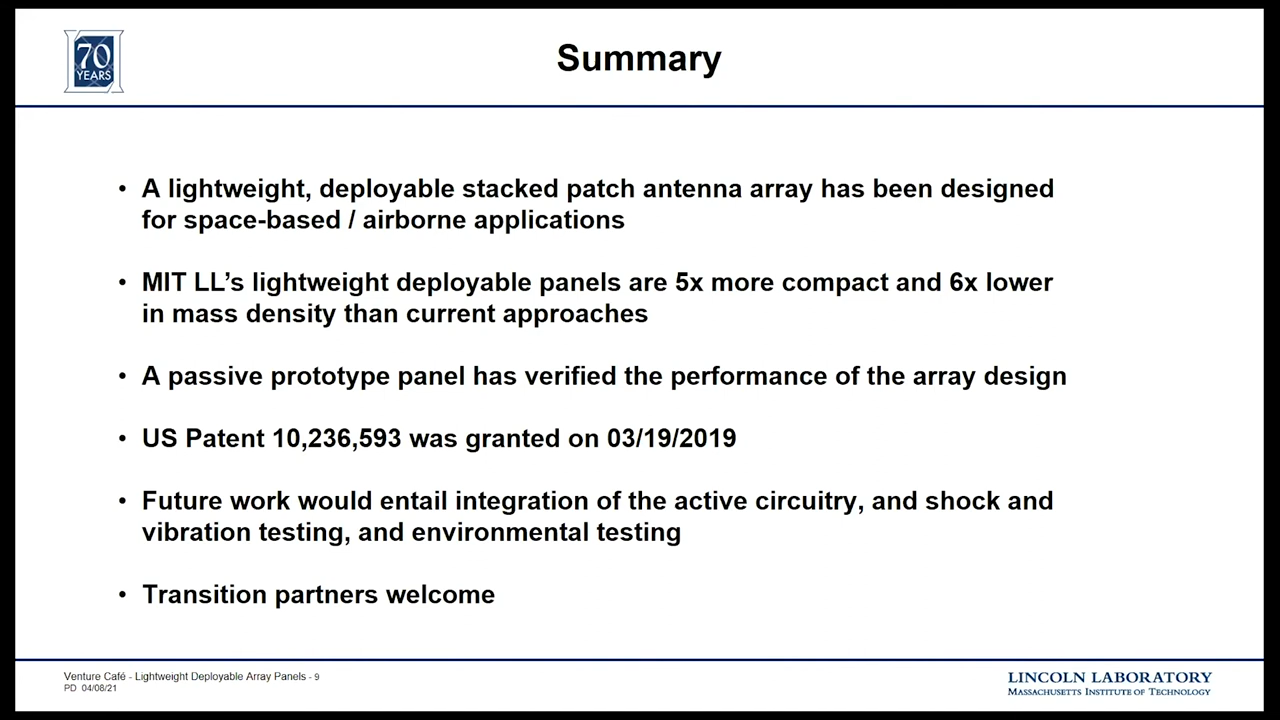 70
YEARS
Summary
• A lightweight, deployable stacked patch antenna array has been designed
for space-based / airborne applications
• MIT LL’s lightweight deployable panels are 5x more compact and 6x lower
in mass density than current approaches
• A passive prototype panel has verified the performance of the array design
• US Patent 10,236,593 was granted on 03/19/2019
• Future work would entail integration of the active circuitry, and shock and
vibration testing, and environmental testing
• Transition partners welcome
Venture Café - Lightweight Deployable Array Panels - 9
PD 04/08/21
LINCOLN LABORATORY
MASSACHUSETTS INSTITUTE OF TECHNOLOGY